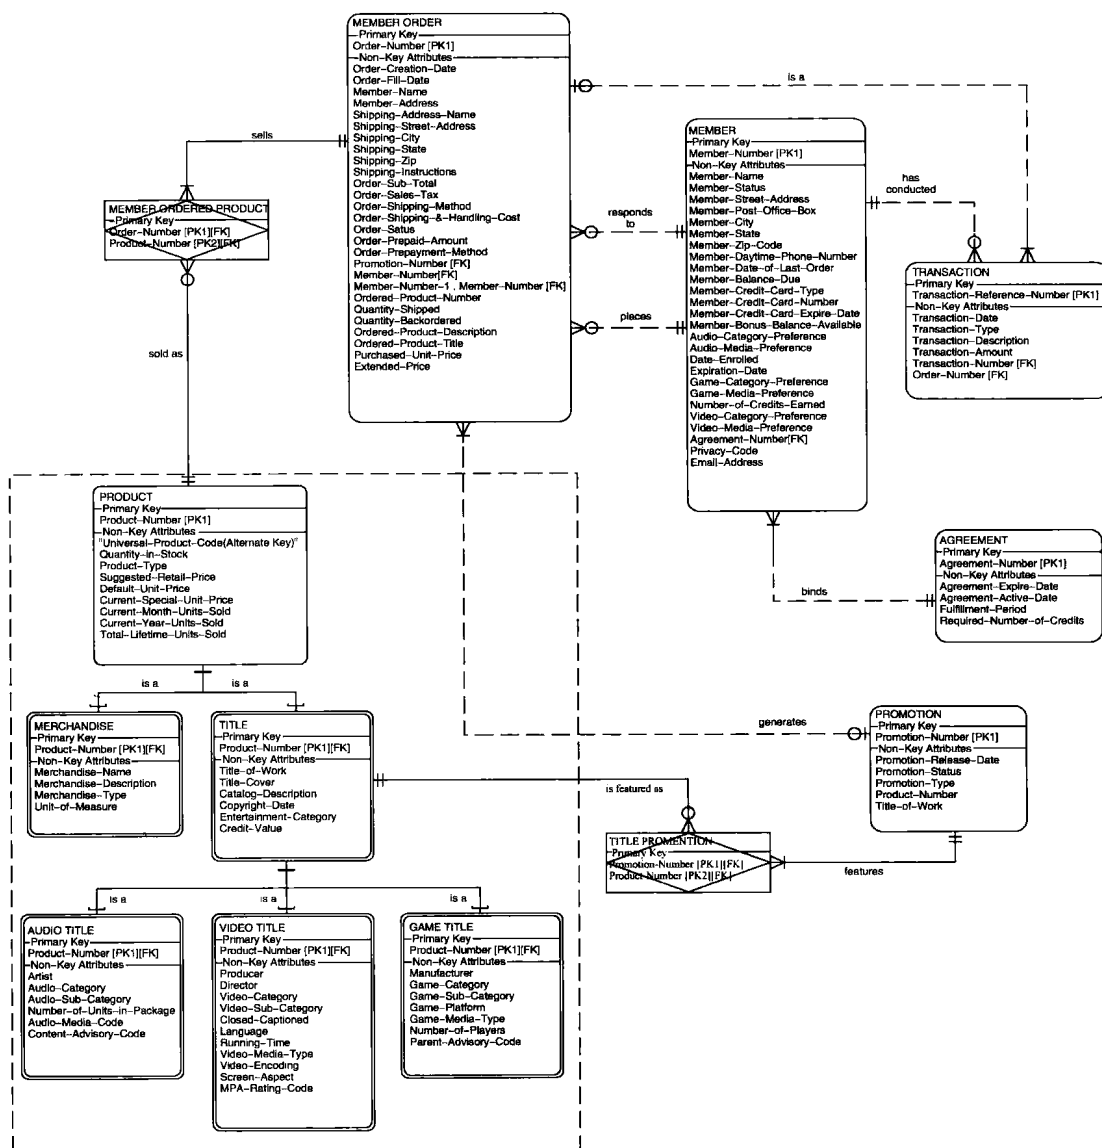 MEMBER ORDER
Primary Key
Order-Number [PK1]
Non-Key Attributes
Order-Creation-Date
Order-Fill-Date
Member-Name
Member-Address
Shipping-Address-Name
Shipping-Street-Address
Shipping-City
Shipping-State
Shipping-Zip
Shipping-Instructions
Order-Sub-Total
Order-Sales-Tax
Order-Shipping-Method
Order-Shipping-&-Handling-Cost
Order-Satus
Order-Prepaid-Amount
Order-Prepayment-Method
Promotion-Number [FK]
Member-Number[FK]
Member-Number-1 . Member-Number [FK]
Ordered-Product-Number
Quantity-Shipped
Quantity-Backordered
Ordered-Product-Description
Ordered-Product-Title
Purchased-Unit-Price
Extended-Price
is a
sells
MEMBER
Primary Key
Member-Number [PK1]
Non-Key Attributes
Member-Name
Member-Status
Member-Street-Address
Member-Post-Office-Box
Member-City
Member-State
Member-Zip-Code
Member-Daytime-Phone-Number
Member-Date-of-Last-Order
Member-Balance-Due
Member-Credit-Card-Type
Member-Credit-Card-Number
Member-Credit-Card-Expire-Date
Member-Bonus-Balance-Available
Audio-Category-Preference
Audio-Media-Preference
Date-Enrolled
Expiration-Date
Game-Category-Preference
Game-Media-Preference
Number-of-Credits-Earned
Video-Category-Preference
Video-Media-Preference
Agreement-Number[FK]
Privacy-Code
Email-Address
has
conducted
responds
to
places
MEMBER ORDERED PRODUCT
Primary Key
Order-Number [PK1][FK]
Product-Number [PK2][FK]
TRANSACTION
Primary Key
Transaction-Reference-Number [PK1]
Non-Key Attributes
Transaction-Date
Transaction-Type
Transaction-Description
Transaction-Amount
Transaction-Number [FK]
Order-Number [FK]
sold as
PRODUCT
Primary Key
Product-Number [PK1]
Non-Key Attributes
"Universal-Product-Code(Alternate Key)"
Quantity-in-Stock
Product-Type
Suggested-Retail-Price
Default-Unit-Price
Current-Special-Unit-Price
Current-Month-Units-Sold
Current-Year-Units-Sold
Total-Lifetime-Units-Sold
AGREEMENT
Primary Key
Agreement-Number [PK1]
Non-Key Attributes
Agreement-Expire-Date
Agreement-Active-Date
Fulfillment-Period
Required-Number-of-Credits
binds
is a
is a
MERCHANDISE
Primary Key
Product-Number [PK1][FK]
Non-Key Attributes
Merchandise-Name
Merchandise-Description
Merchandise-Type
Unit-of-Measure
TITLE
Primary Key
Product-Number [PK1][FK]
Non-Key Attributes
Title-of-Work
Title-Cover
Catalog-Description
Copyright-Date
Entertainment-Category
Credit-Value
generates
PROMOTION
Primary Key
Promotion-Number [PK1]
Non-Key Attributes
Promotion-Release-Date
Promotion-Status
Promotion-Type
Product-Number
Title-of-Work
is featured as
TITLE PROMENTION
Primary Key
Promotion-Number [PK1][FK]
Product-Number [PK2][FK]
features
is a
is a
is a
AUDIO TITLE
Primary Key
Product-Number [PK1][FK]
Non-Key Attributes
Artist
Audio-Category
Audio-Sub-Category
Number-of-Units-in-Package
Audio-Media-Code
Content-Advisory-Code
VIDEO TITLE
Primary Key
Product-Number [PK1][FK]
Non-Key Attributes
Producer
Director
Video-Category
Video-Sub-Category
Closed-Captioned
Language
Running-Time
Video-Media-Type
Video-Encoding
Screen-Aspect
MPA-Rating-Code
GAME TITLE
Primary Key
Product-Number [PK1][FK]
Non-Key Attributes
Manufacturer
Game-Category
Game-Sub-Category
Game-Platform
Game-Media-Type
Number-of-Players
Parent-Advisory-Code